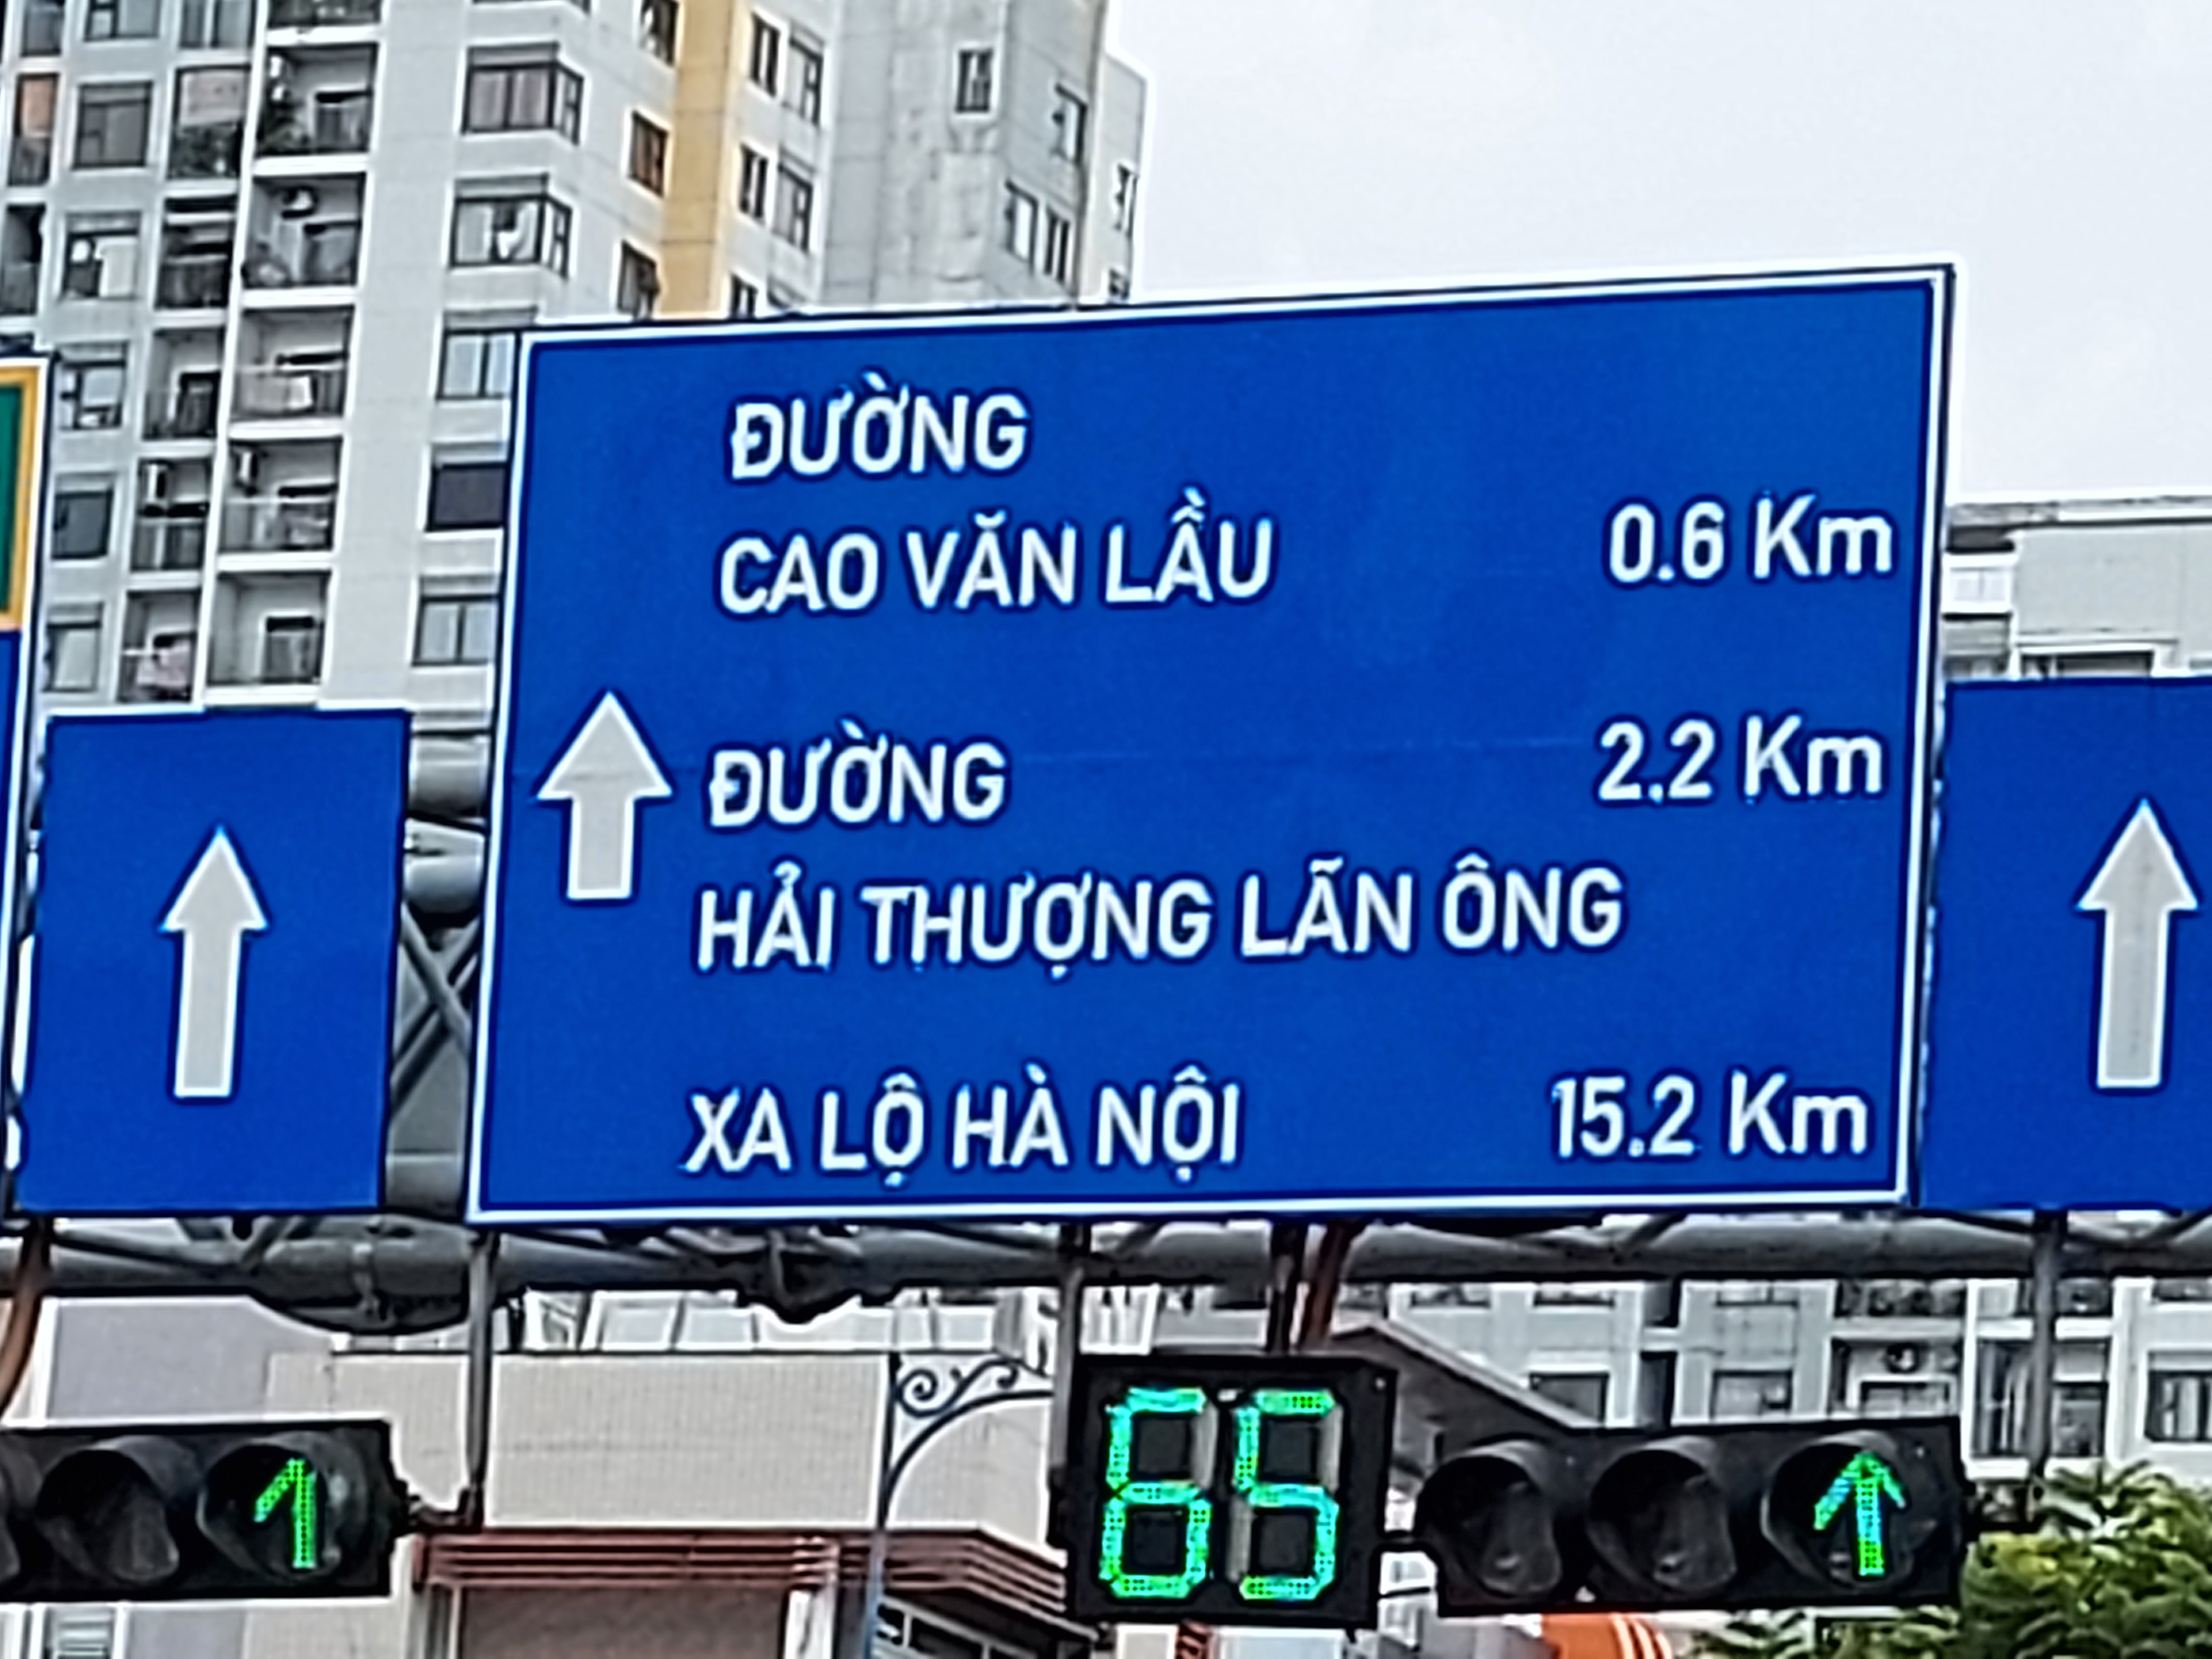 ĐƯỜNG
CAO VĂN LẦU 0.6 Km
ĐƯỜNG 2.2 Km
HẢI THƯỢNG LÃN ÔNG
XA LỘ HÀ NỘI 15.2 Km
65